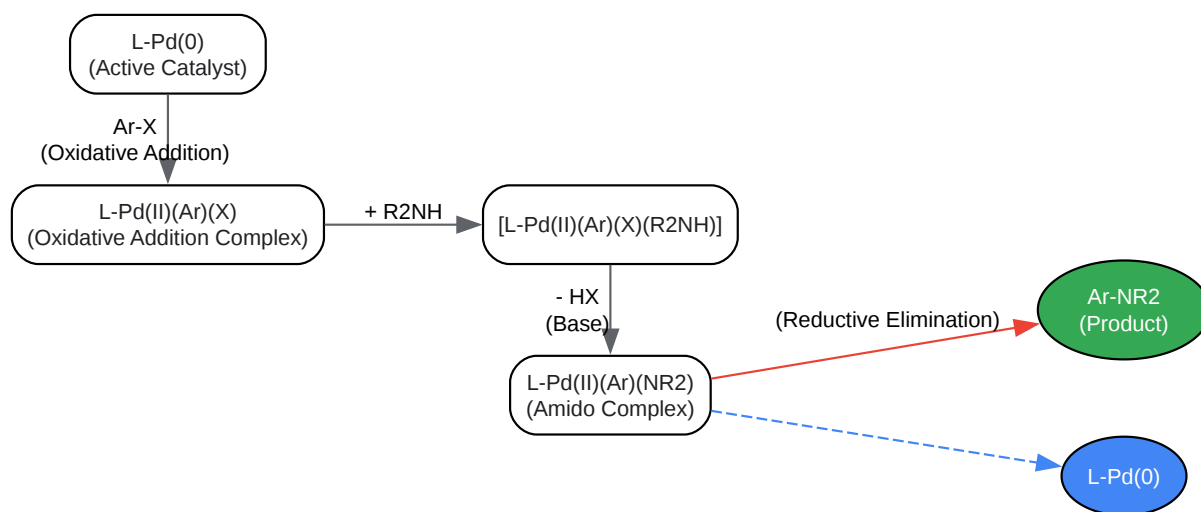 L-Pd(0)
(Active Catalyst)
Ar-X
(Oxidative Addition)
L-Pd(II)(Ar)(X)
(Oxidative Addition Complex)
+ R2NH
[L-Pd(II)(Ar)(X)(R2NH)]
- HX
(Base)
L-Pd(II)(Ar)(NR2)
(Amido Complex)
(Reductive Elimination)
Ar-NR2
(Product)
L-Pd(0)